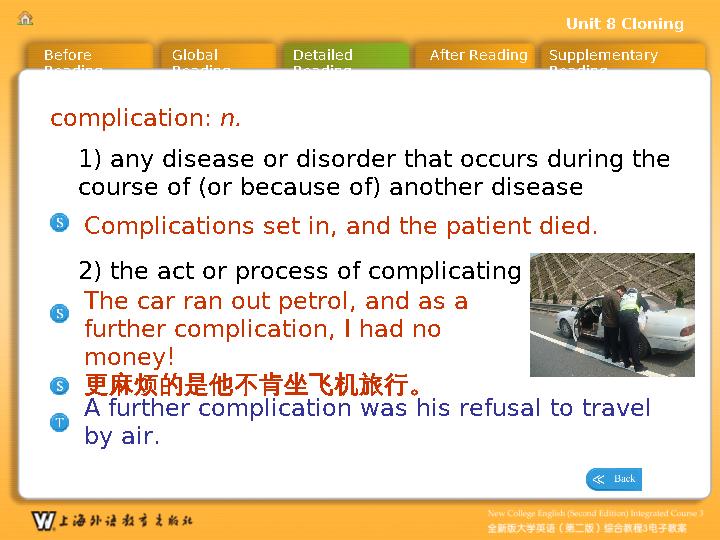 Unit 8 Cloning
Before Reading
Global Reading
Detailed Reading
After Reading
Supplementary Reading
complication: n.
1) any disease or disorder that occurs during the
course of (or because of) another disease
S
Complications set in, and the patient died.
2) the act or process of complicating
S
The car ran out petrol, and as a
further complication, I had no
money!
S
更麻烦的是他不肯坐飞机旅行。
T
A further complication was his refusal to travel
by air.
≪ Back
W 上海外语教育出版社
New College English (Second Edition) Integrated Course 3
全新版大学英语（第二版）综合教程3电子教案